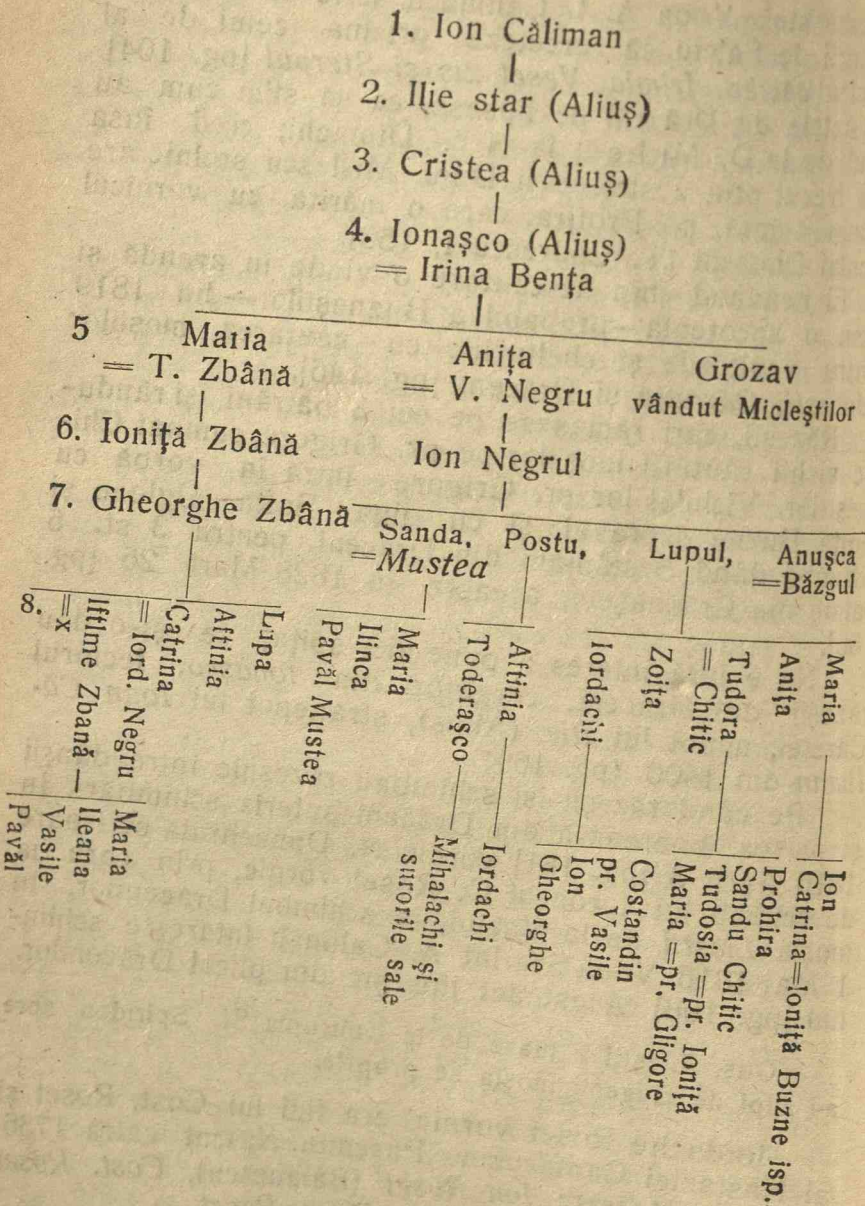 1. Ion Căliman
2. Ilie star (Aliuș)
3. Cristea (Aliuș)
4. Ionașco (Aliuș)
= Irina Bența
5 Maria
= T. Zbână
Anița
= V. Negru
Grozav
vândut Micleștilor
6. Ioniță Zbână
Ion Negrul
7. Gheorghe Zbână
Sanda,
=Mustea
Postu,
Lupul,
Anușca
=Băzgul
8.
Lupa
Aftinia
Catrina
= Iord. Negru
Iftime Zbană —
=x
Maria
Ileana
Vasile
Pavăl
Maria
Ilinca
Pavăl Mustea
Aftinia — Iordachi
Toderașco — Mihalachi și
surorile sale
Maria
Anița
Tudora
= Chitic
Zoița
Iordachi
Ion
Catrina=Ioniță Buzne isp.
Prohira
Sandu Chitic
Tudosia =pr. Ioniță
Maria =pr. Gligore
Costandin
pr. Vasile
Ion
Gheorghe